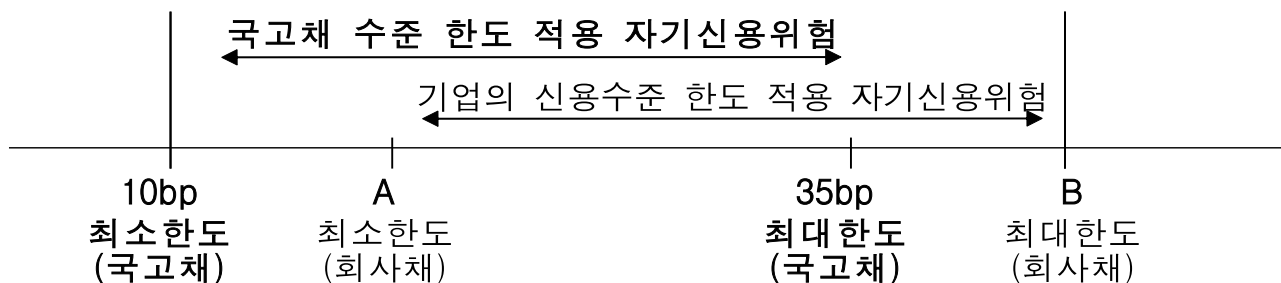 국고채 수준 한도 적용 자기신용위험
기업의 신용수준 한도 적용 자기신용위험
10bp A 35bp B
최소한도 최소한도 최대한도 최대한도
(국고채) (회사채) (국고채) (회사채)